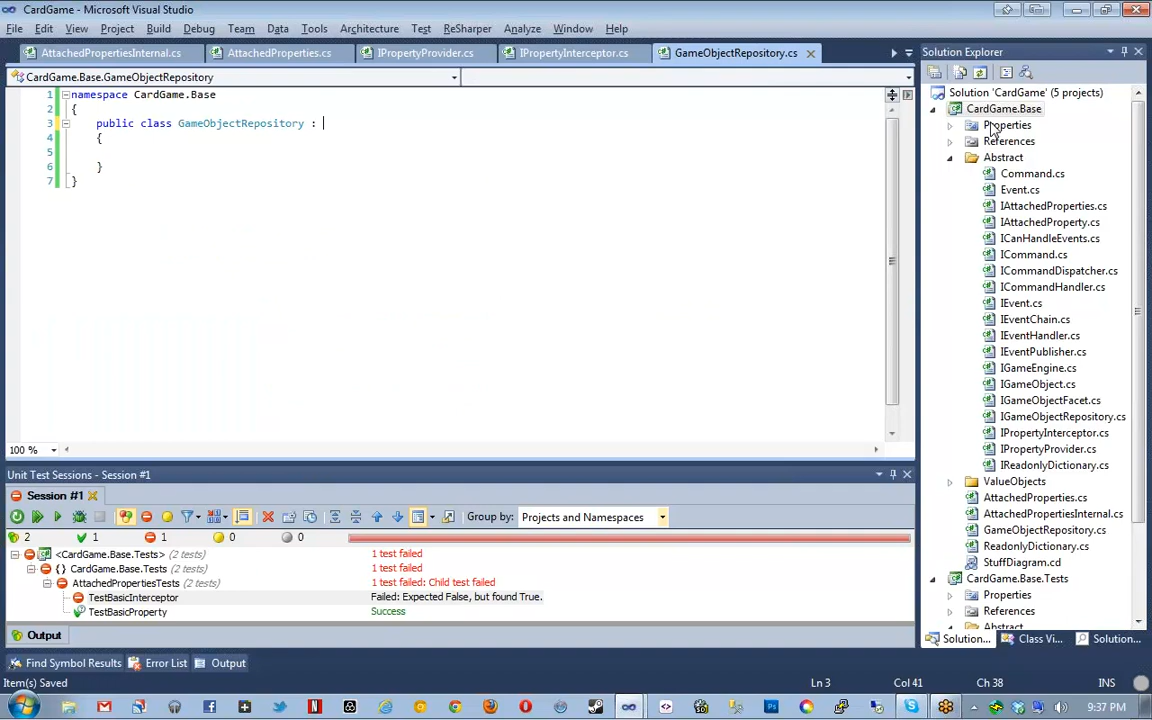 CardGame - Microsoft Visual Studio
File Edit View Project Build Debug Team Data Tools Architecture Test ReSharper Analyze Window Help
AttachedPropertiesInternal.cs AttachedProperties.cs IPropertyProvider.cs IPropertyInterceptor.cs GameObjectRepository.cs
CardGame.Base.GameObjectRepository
1 namespace CardGame.Base
2 {
3 public class GameObjectRepository :
4 {
5
6 }
7 }
100 %
Solution Explorer
Solution 'CardGame' (5 projects)
CardGame.Base
Properties
References
Abstract
Command.cs
Event.cs
IAttachedProperties.cs
IAttachedProperty.cs
ICanHandleEvents.cs
ICommand.cs
ICommandDispatcher.cs
ICommandHandler.cs
IEvent.cs
IEventChain.cs
IEventHandler.cs
IEventPublisher.cs
IGameEngine.cs
IGameObject.cs
IGameObjectFacet.cs
IGameObjectRepository.cs
IPropertyInterceptor.cs
IPropertyProvider.cs
IReadonlyDictionary.cs
ValueObjects
AttachedProperties.cs
AttachedPropertiesInternal.cs
GameObjectRepository.cs
ReadonlyDictionary.cs
StuffDiagram.cd
CardGame.Base.Tests
Properties
References
Abstract
Solution... Class Vi... Solution...
Unit Test Sessions - Session #1
Session #1
Group by: Projects and Namespaces
2 1 1 0 0
<CardGame.Base.Tests> (2 tests) 1 test failed
{ } CardGame.Base.Tests (2 tests) 1 test failed
AttachedPropertiesTests (2 tests) 1 test failed: Child test failed
TestBasicInterceptor Failed: Expected False, but found True.
TestBasicProperty Success
Output
Find Symbol Results Error List Output
Item(s) Saved Ln 3 Col 41 Ch 38 INS
9:37 PM